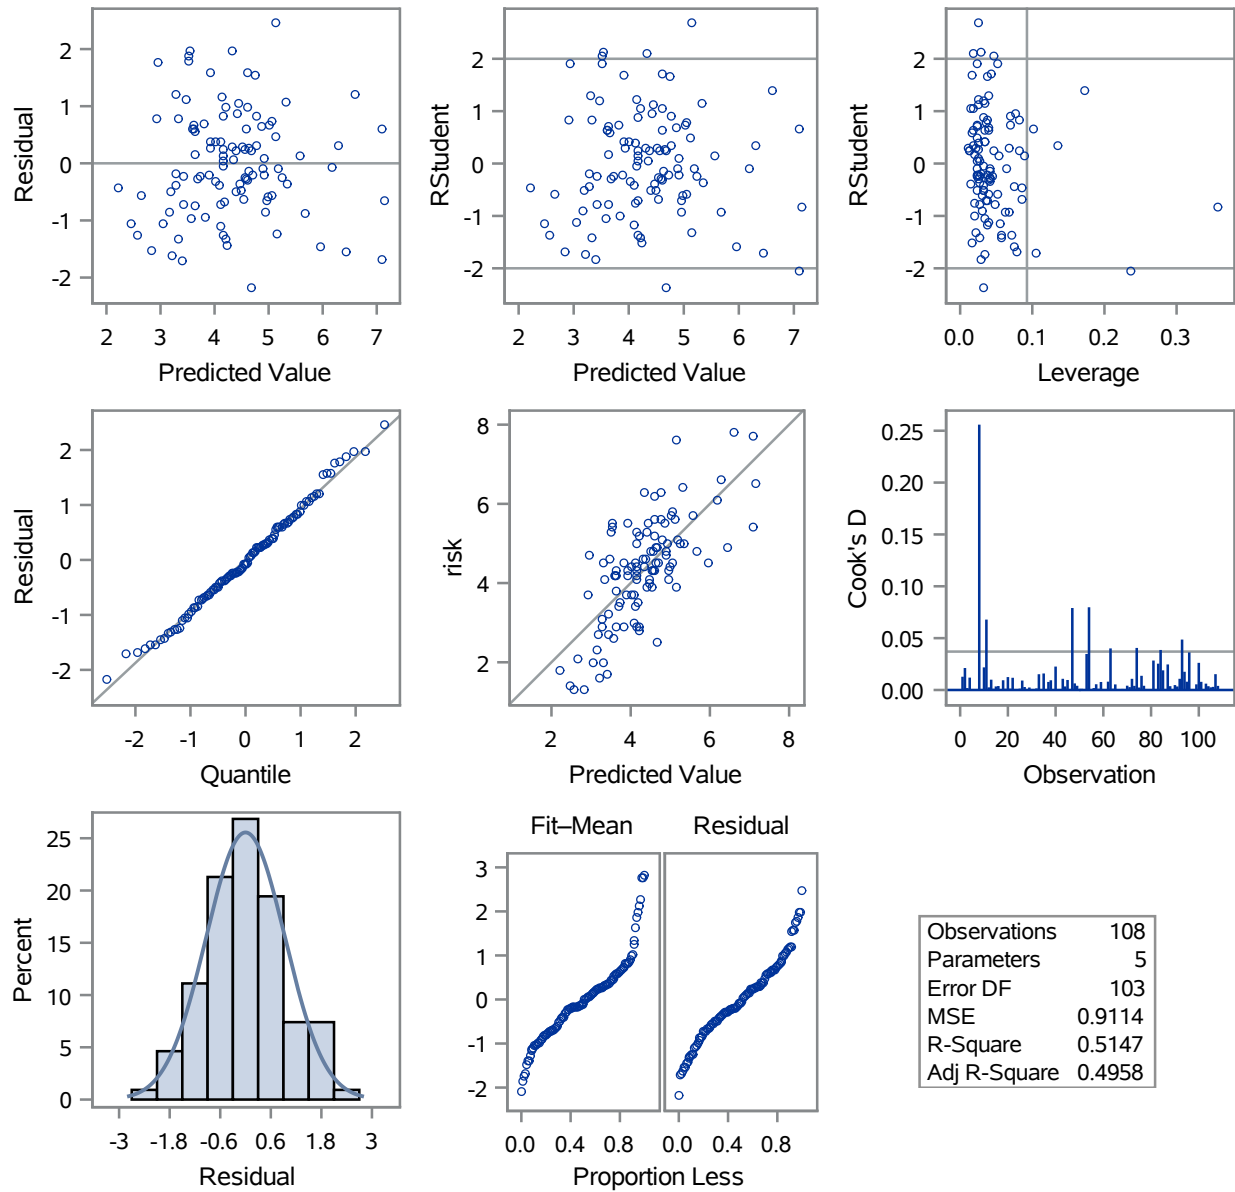 Residual
2
1
0
-1
-2
2 3 4 5 6 7
Predicted Value
RStudent
2
1
0
-1
-2
2 3 4 5 6 7
Predicted Value
RStudent
2
1
0
-1
-2
0.0 0.1 0.2 0.3
Leverage
Residual
2
1
0
-1
-2
-2 -1 0 1 2
Quantile
risk
8
6
4
2
2 4 6 8
Predicted Value
Cook's D
0.25
0.20
0.15
0.10
0.05
0.00
0 20 40 60 80 100
Observation
Percent
25
20
15
10
5
0
-3 -1.8 -0.6 0.6 1.8 3
Residual
Fit–Mean Residual
3
2
1
0
-1
-2
0.0 0.4 0.8 0.0 0.4 0.8
Proportion Less
Observations 108
Parameters 5
Error DF 103
MSE 0.9114
R-Square 0.5147
Adj R-Square 0.4958